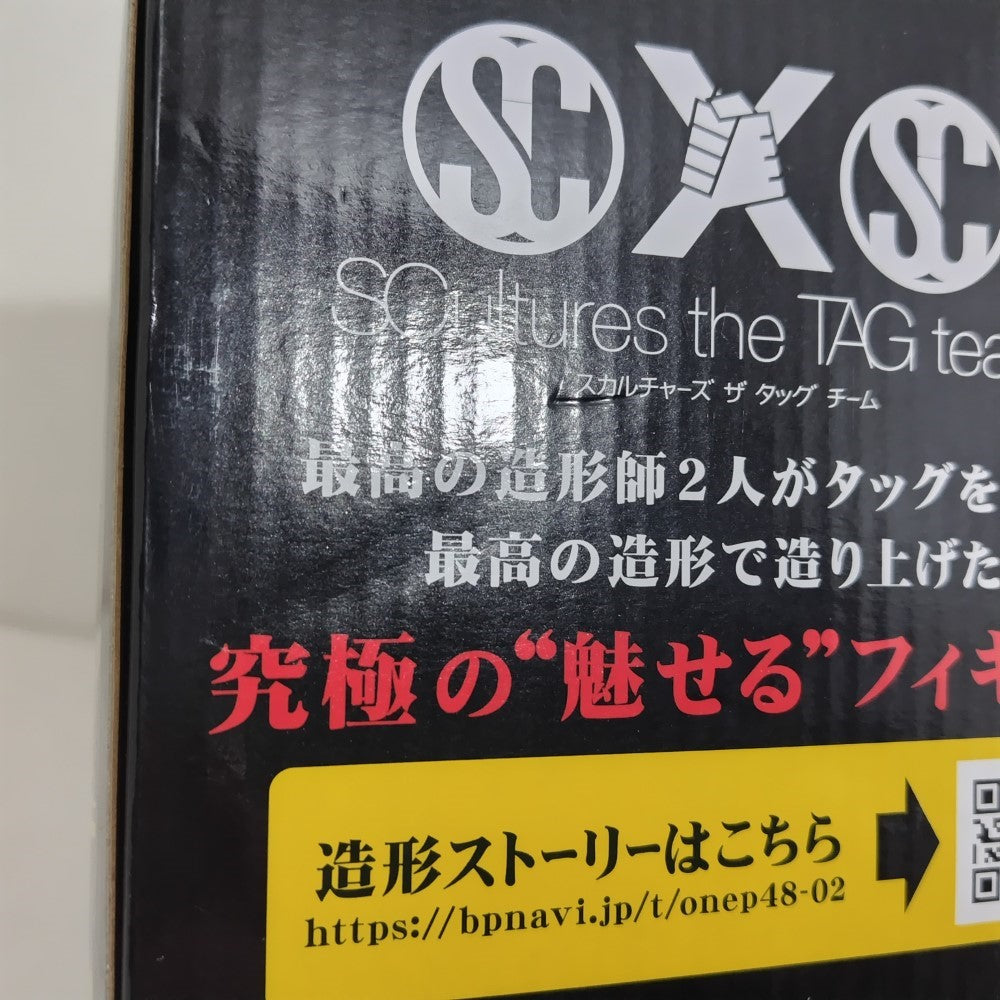 SC X SC
SCultures the TAG tea
スカルチャーズ ザ タッグ チーム
最高の造形師2人がタッグを
最高の造形で造り上げた
究極の“魅せる”フィギ
造形ストーリーはこちら
https://bpnavi.jp/t/onep48-02